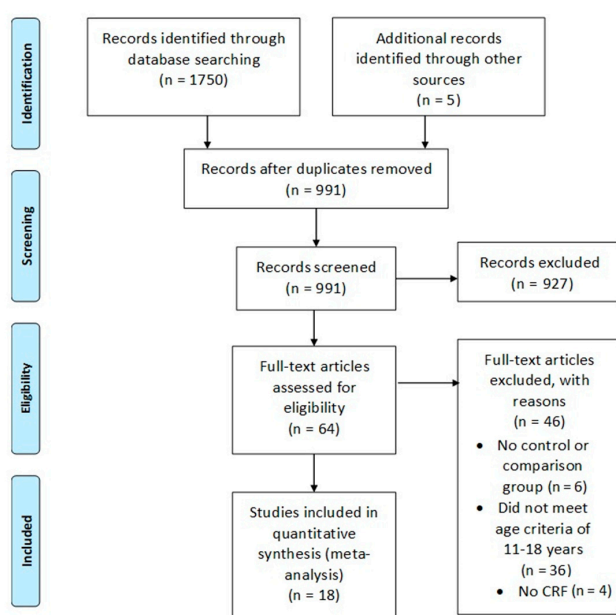 Identification
Records identified through
database searching
(n = 1750)
Additional records
identified through other
sources
(n = 5)
Records after duplicates removed
(n = 991)
Screening
Records screened
(n = 991)
Records excluded
(n = 927)
Eligibility
Full-text articles
assessed for
eligibility
(n = 64)
Full-text articles
excluded, with
reasons
(n = 46)
• No control or
comparison
group (n = 6)
• Did not meet
age criteria of
11-18 years
(n = 36)
• No CRF (n = 4)
Included
Studies included in
quantitative
synthesis (meta-
analysis)
(n = 18)